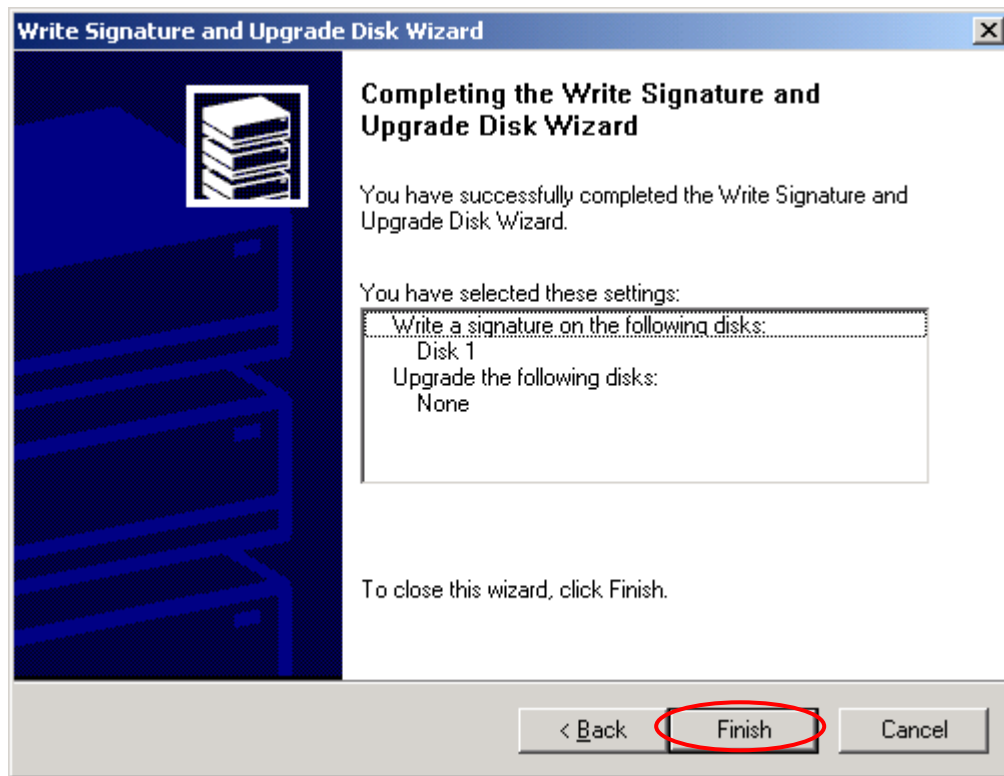 Write Signature and Upgrade Disk Wizard
Completing the Write Signature and
Upgrade Disk Wizard
You have successfully completed the Write Signature and
Upgrade Disk Wizard.
You have selected these settings:
Write a signature on the following disks:
Disk 1
Upgrade the following disks:
None
To close this wizard, click Finish.
< Back Finish Cancel